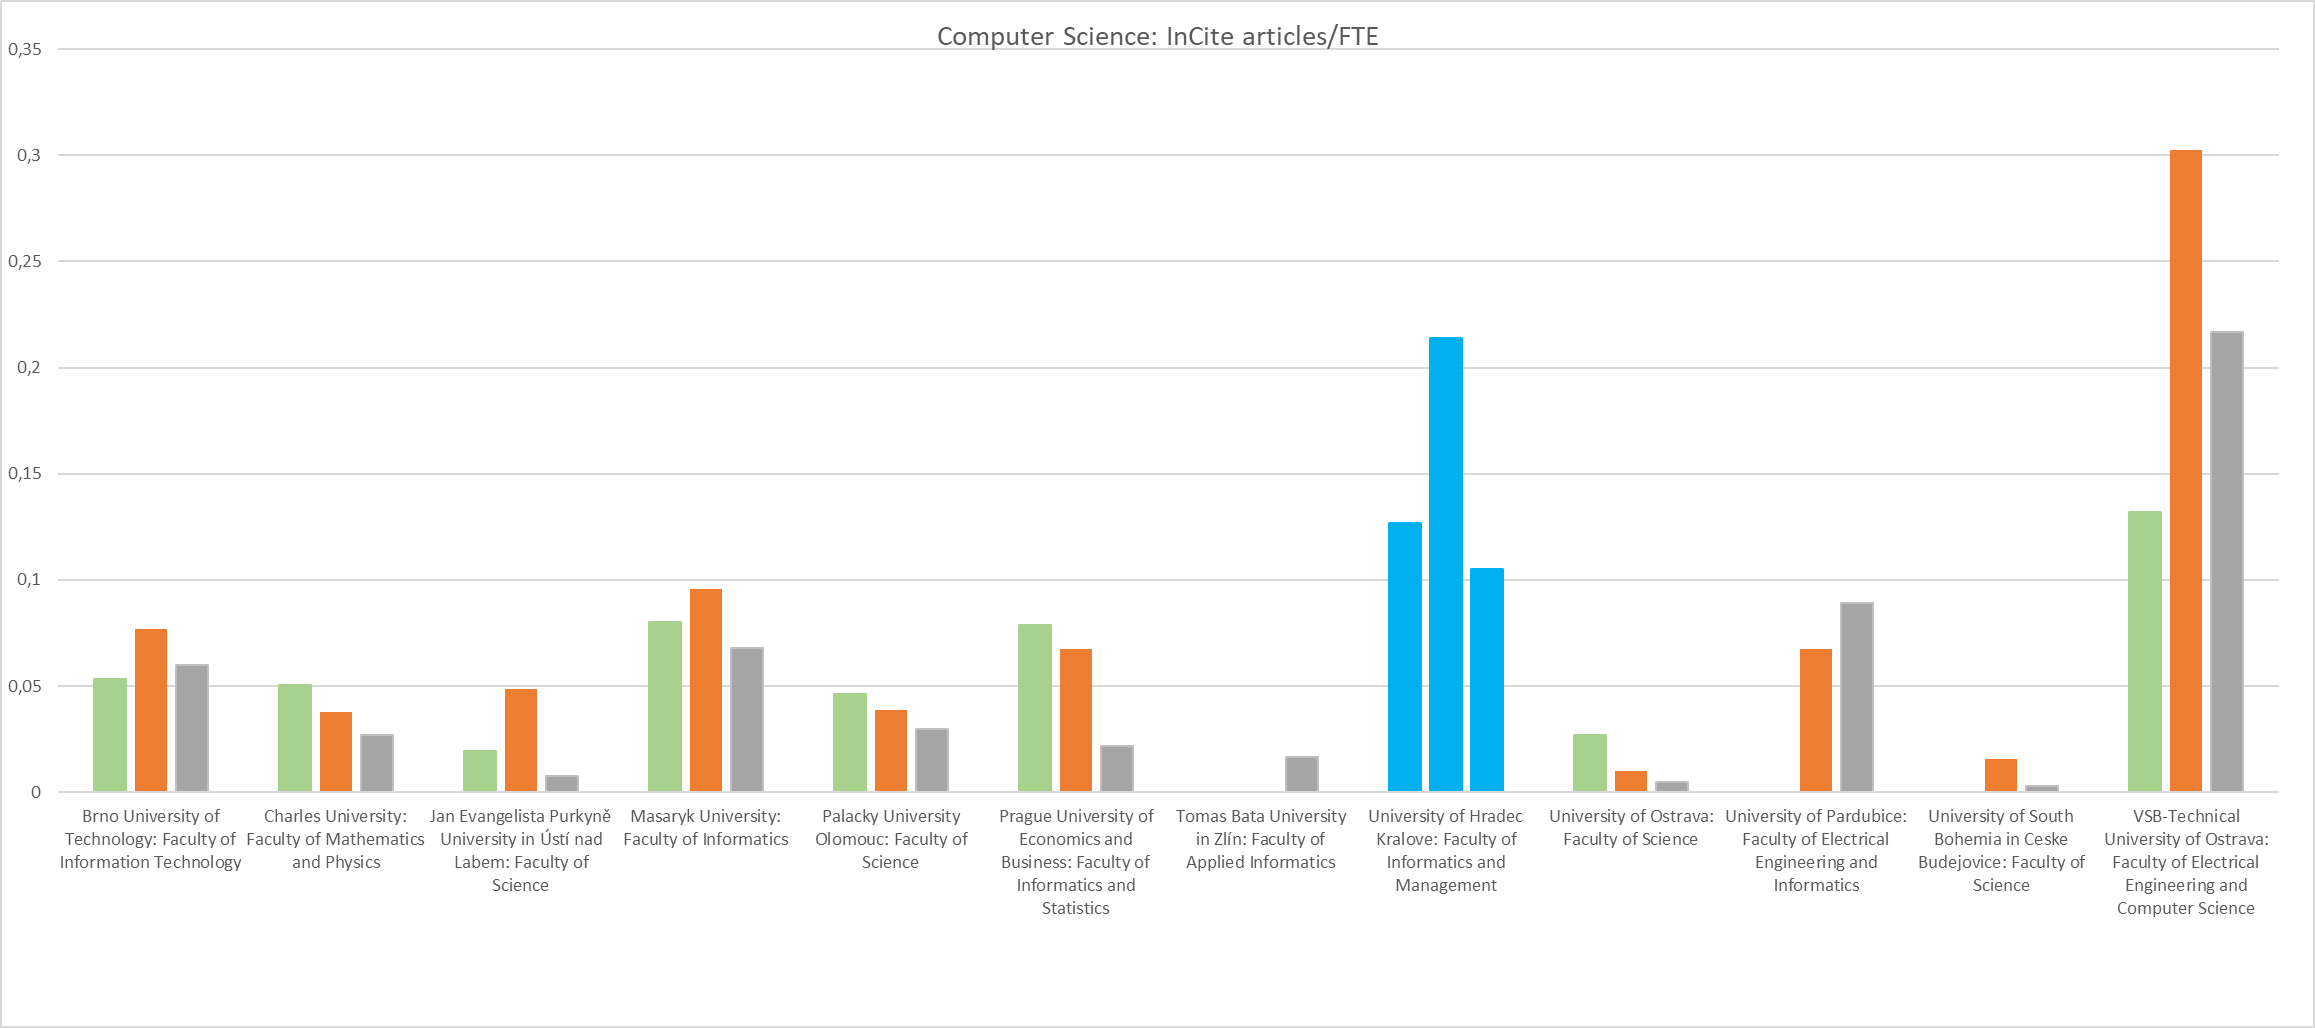 Computer Science: InCite articles/FTE
0,35
0,3
0,25
0,2
0,15
0,1
0,05
0
Brno University of
Technology: Faculty of
Information Technology
Charles University:
Faculty of Mathematics
and Physics
Jan Evangelista Purkyně
University in Ústí nad
Labem: Faculty of
Science
Masaryk University:
Faculty of Informatics
Palacky University
Olomouc: Faculty of
Science
Prague University of
Economics and
Business: Faculty of
Informatics and
Statistics
Tomas Bata University
in Zlín: Faculty of
Applied Informatics
University of Hradec
Kralove: Faculty of
Informatics and
Management
University of Ostrava:
Faculty of Science
University of Pardubice:
Faculty of Electrical
Engineering and
Informatics
University of South
Bohemia in Ceske
Budejovice: Faculty of
Science
VSB-Technical
University of Ostrava:
Faculty of Electrical
Engineering and
Computer Science